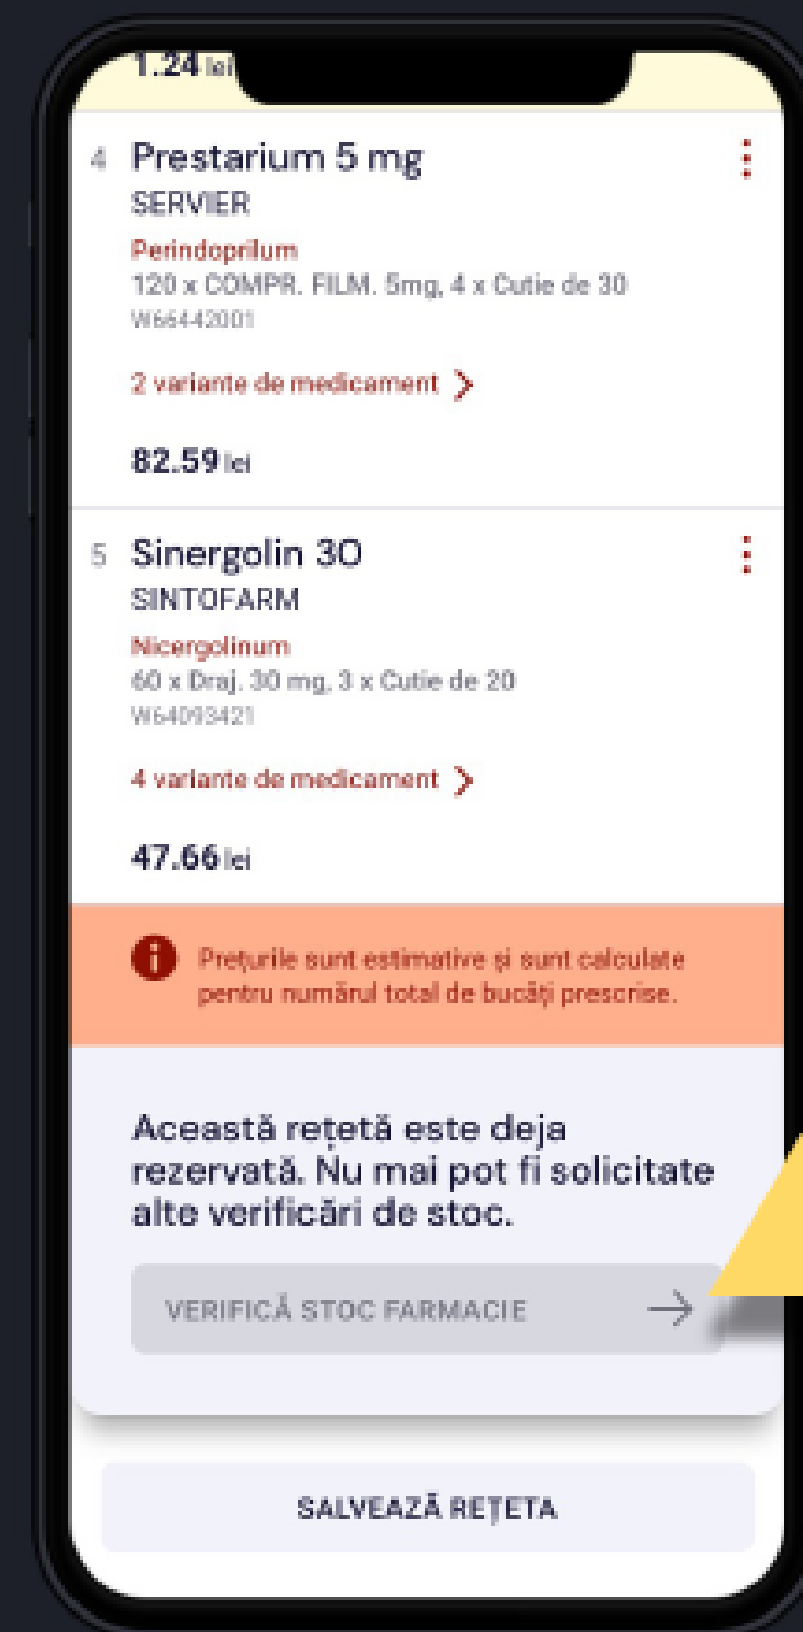 1.24 lei
4 Prestarium 5 mg
SERVIER
Perindoprilum
120 x COMPR. FILM. 5mg, 4 x Cutie de 30
W66442001
2 variante de medicament
82.59 lei
5 Sinergolin 30
SINTOFARM
Nicergolinum
60 x Draj. 30 mg, 3 x Cutie de 20
W64093421
4 variante de medicament
47.66 lei
Prețurile sunt estimative și sunt calculate
pentru numărul total de bucăți prescrise.
Această rețetă este deja
rezervată. Nu mai pot fi solicitate
alte verificări de stoc.
VERIFICĂ STOC FARMACIE
SALVEAZĂ REȚETA